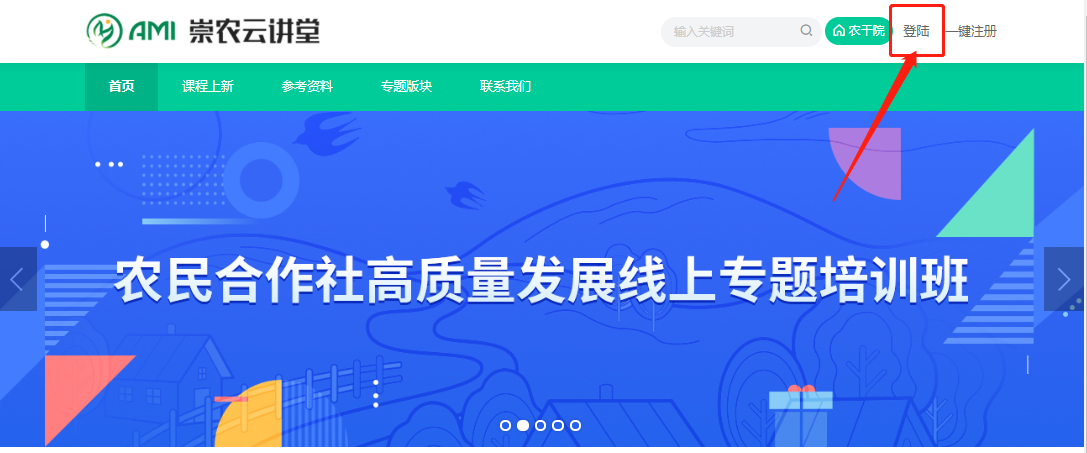 AMI 崇农云讲堂
输入关键词
农干院
登陆
一键注册
首页
课程上新
参考资料
专题版块
联系我们
农民合作社高质量发展线上专题培训班